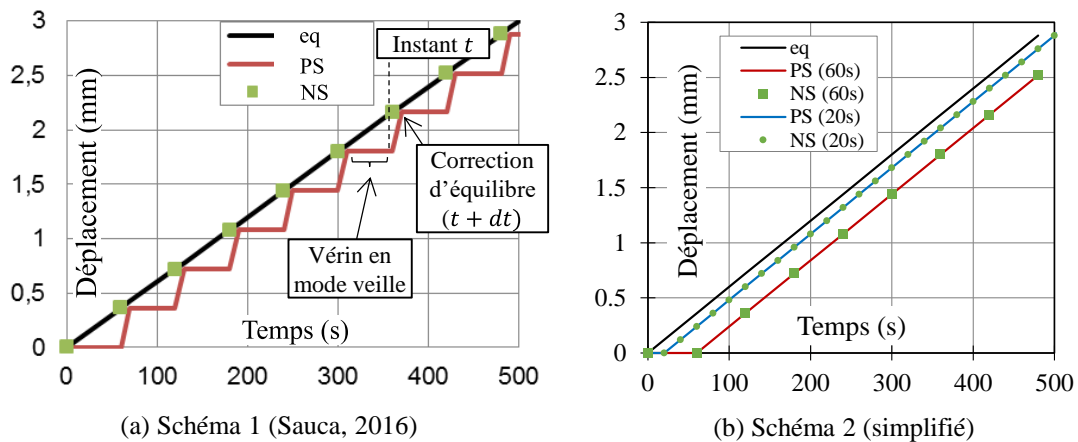 Déplacement (mm)
3
2,5
2
1,5
1
0,5
0
0
100
200
300
400
500
Temps (s)
eq
PS
NS
Instant t
Correction
d'équilibre
(t + dt)
Vérin en
mode veille
(a) Schéma 1 (Sauca, 2016)
Déplacement (mm)
3
2.5
2
1.5
1
0.5
0
0
100
200
300
400
500
Temps (s)
eq
PS (60s)
NS (60s)
PS (20s)
NS (20s)
(b) Schéma 2 (simplifié)